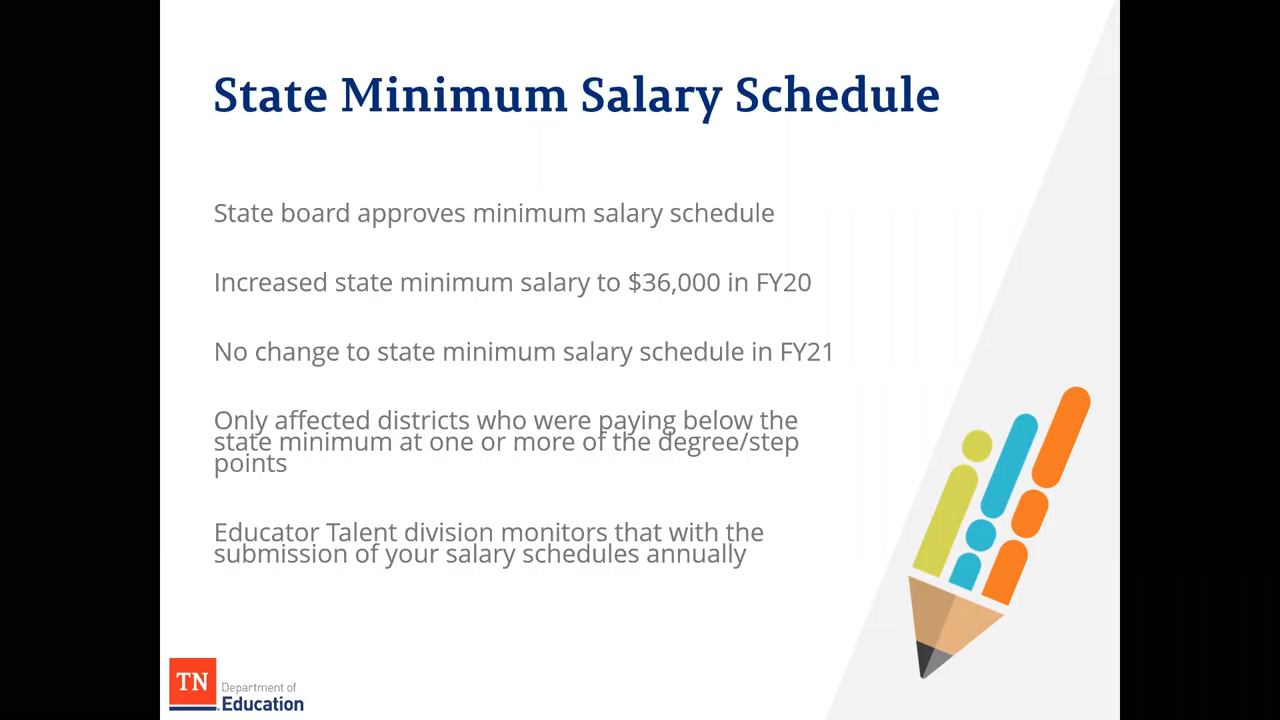 State Minimum Salary Schedule
State board approves minimum salary schedule
Increased state minimum salary to $36,000 in FY20
No change to state minimum salary schedule in FY21
Only affected districts who were paying below the
state minimum at one or more of the degree/step
points
Educator Talent division monitors that with the
submission of your salary schedules annually
TN
Department of
Education